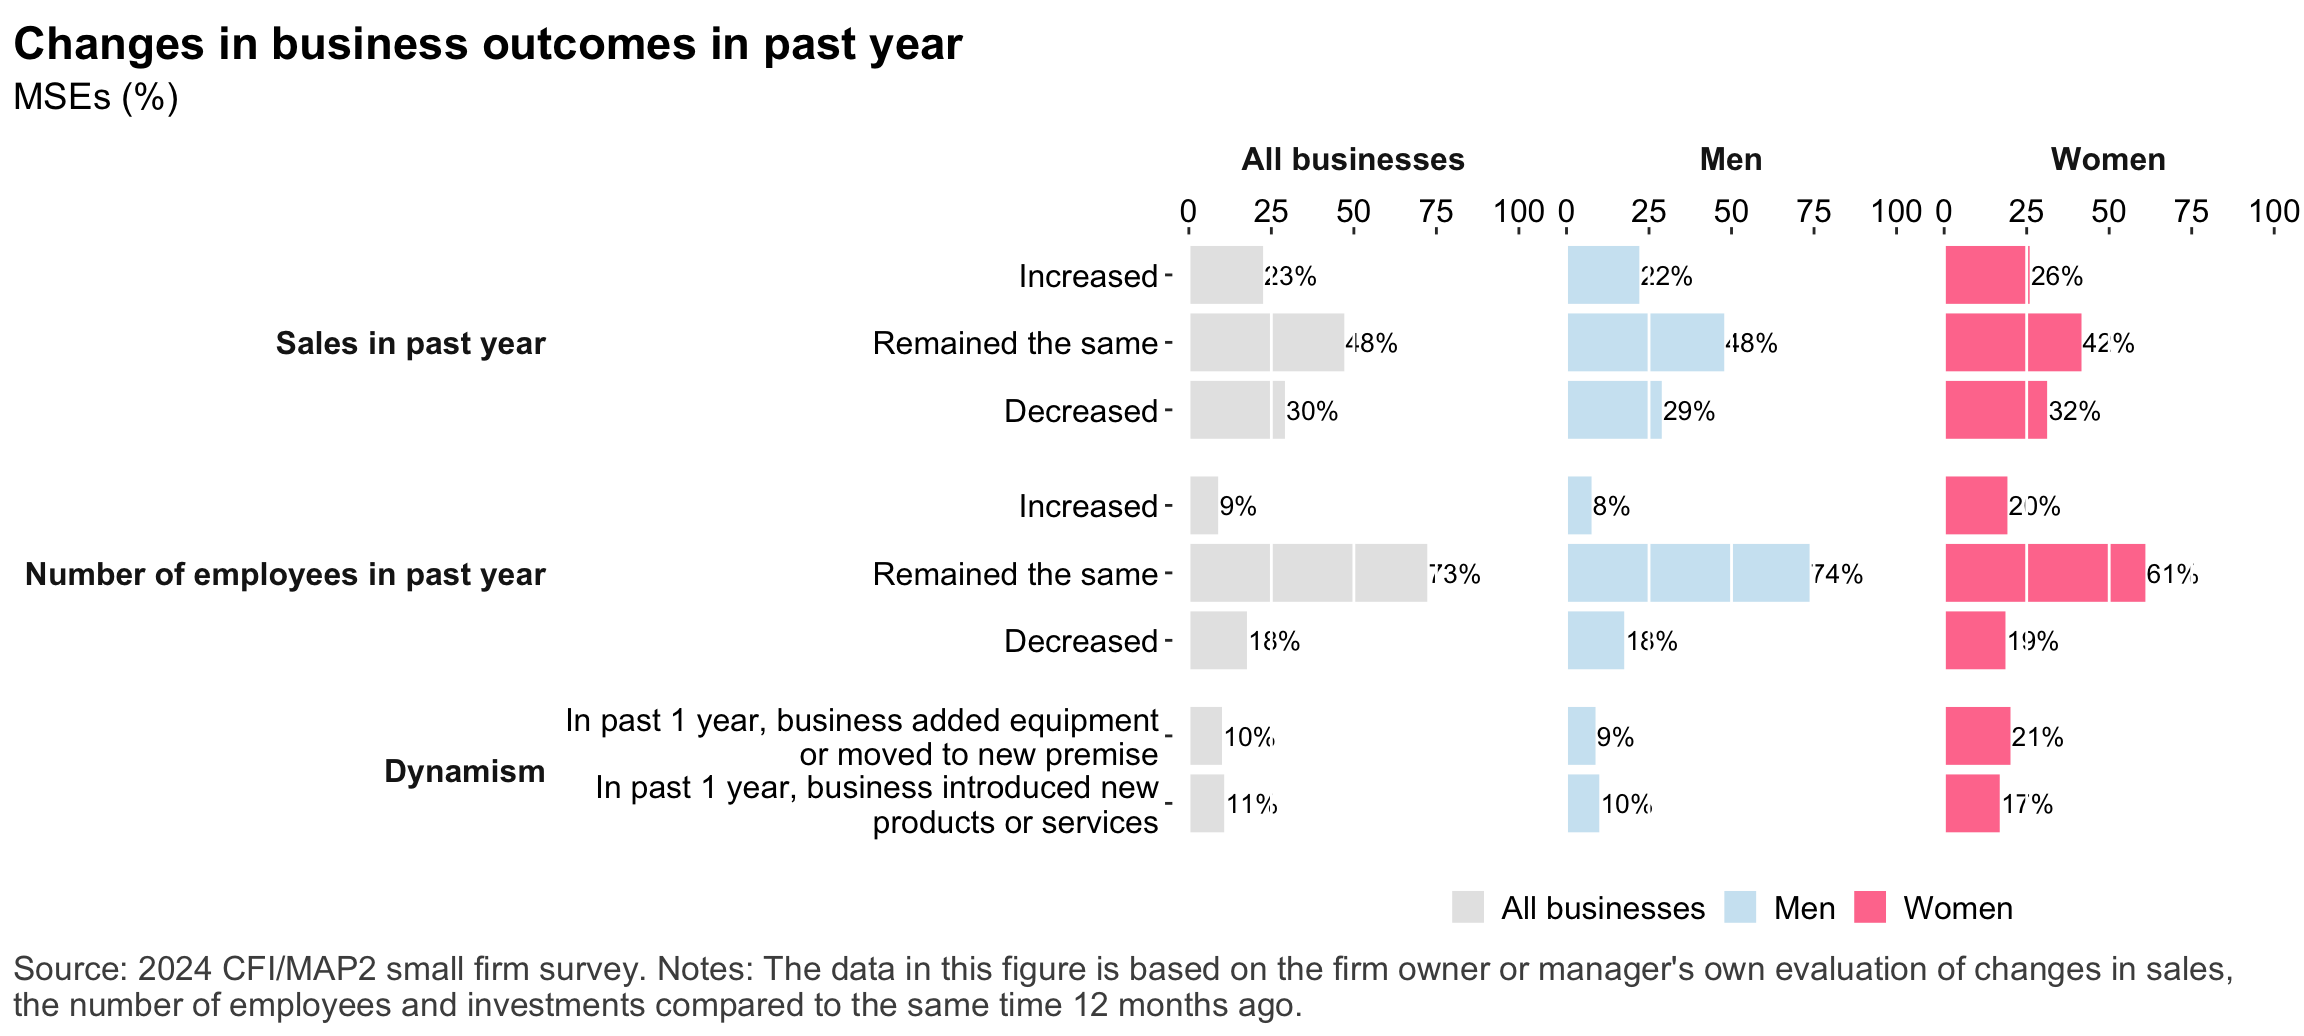 Changes in business outcomes in past year
MSEs (%)
All businesses Men Women
0 25 50 75 100 0 25 50 75 100 0 25 50 75 100
Sales in past year
Increased 23% 22% 26%
Remained the same 48% 48% 42%
Decreased 30% 29% 32%
Number of employees in past year
Increased 9% 8% 20%
Remained the same 73% 74% 61%
Decreased 18% 18% 19%
Dynamism
In past 1 year, business added equipment
or moved to new premise 10% 9% 21%
In past 1 year, business introduced new
products or services 11% 10% 17%
All businesses Men Women
Source: 2024 CFI/MAP2 small firm survey. Notes: The data in this figure is based on the firm owner or manager's own evaluation of changes in sales,
the number of employees and investments compared to the same time 12 months ago.